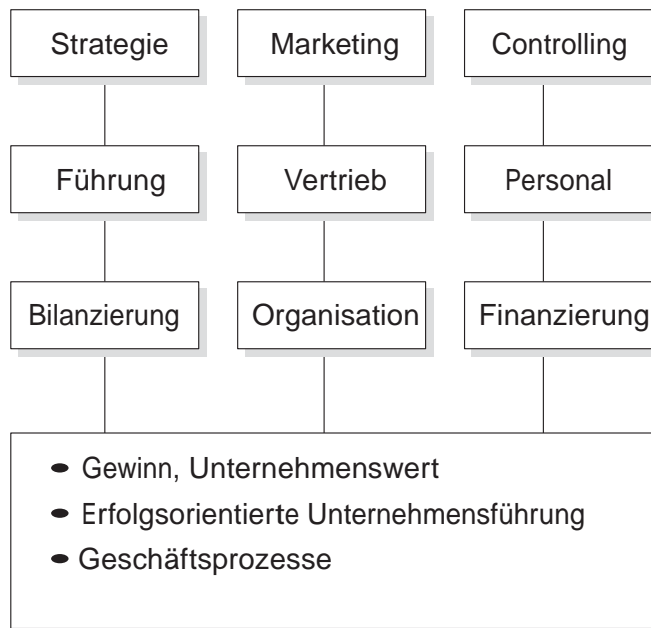 Strategie
Marketing
Controlling
Führung
Vertrieb
Personal
Bilanzierung
Organisation
Finanzierung
Gewinn, Unternehmenswert
Erfolgsorientierte Unternehmensführung
Geschäftsprozesse